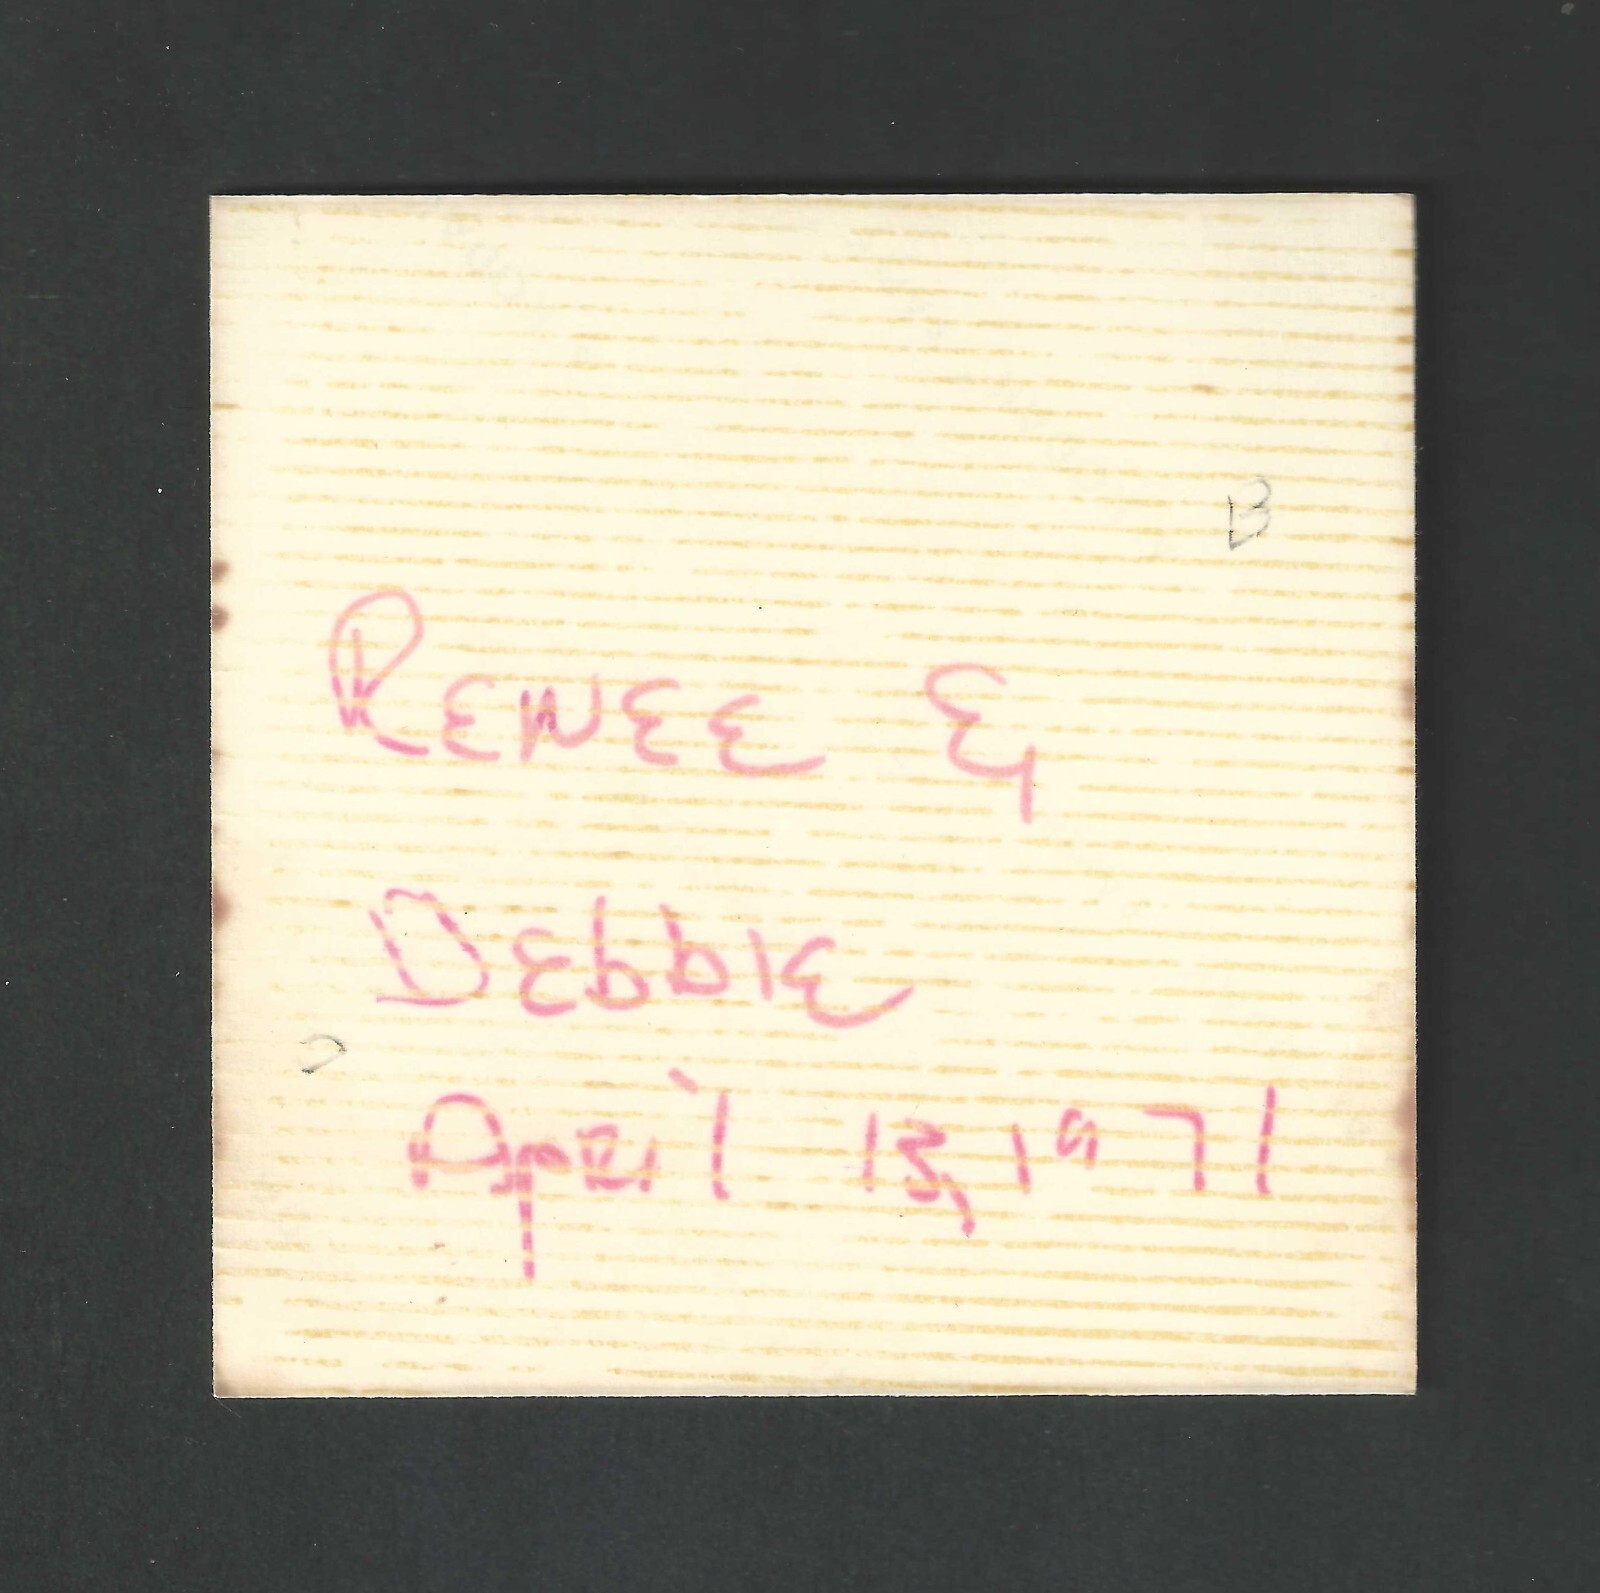 B
RENEE &
DEbbIE
ApRil 13, 1971